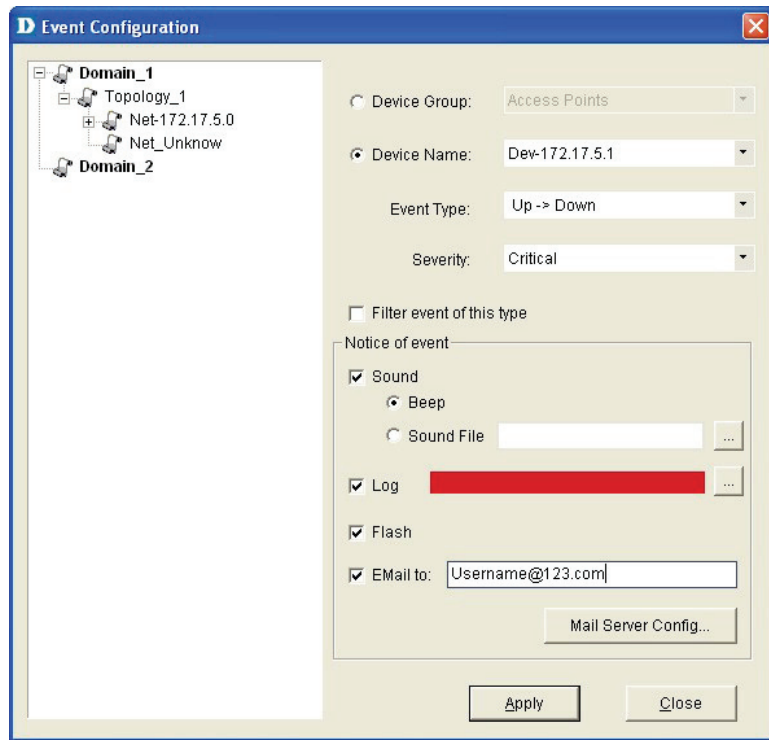 D Event Configuration
Domain_1
Topology_1
Net-172.17.5.0
Net_Unknow
Domain_2
Device Group: Access Points
Device Name: Dev-172.17.5.1
Event Type: Up -> Down
Severity: Critical
Filter event of this type
Notice of event
Sound
Beep
Sound File ...
Log ...
Flash
EMail to: Username@123.com
Mail Server Config...
Apply Close